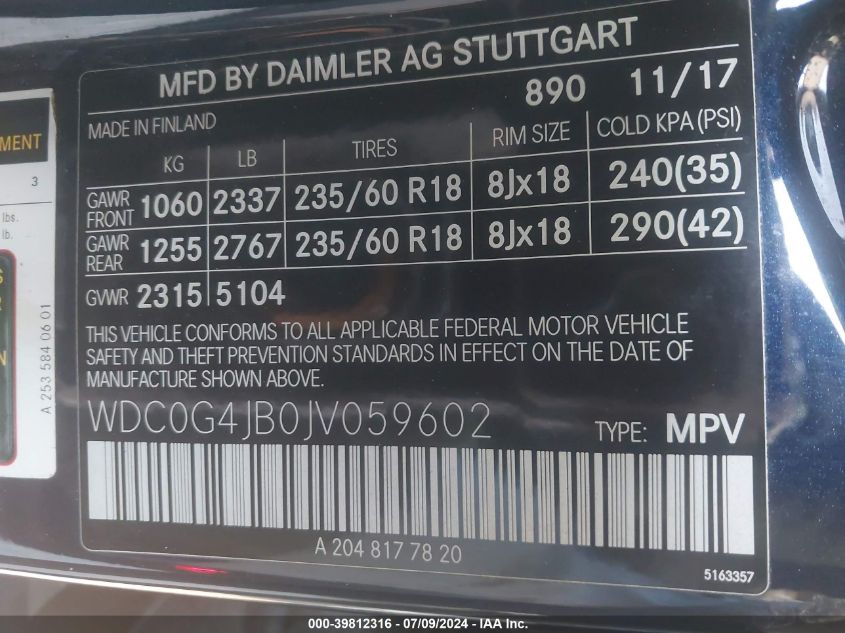 MFD BY DAIMLER AG STUTTGART
890 11/17
MADE IN FINLAND
KG LB TIRES RIM SIZE COLD KPA (PSI)
GAWR FRONT 1060 2337 235/60 R18 8Jx18 240(35)
GAWR REAR 1255 2767 235/60 R18 8Jx18 290(42)
GVWR 2315 5104
THIS VEHICLE CONFORMS TO ALL APPLICABLE FEDERAL MOTOR VEHICLE
SAFETY AND THEFT PREVENTION STANDARDS IN EFFECT ON THE DATE OF
MANUFACTURE SHOWN ABOVE.
WDC0G4JB0JV059602 TYPE: MPV
A 204 817 78 20
5163357
MENT
3
lbs.
lb.
A 253 584 06 01
000-39812316 - 07/09/2024 - IAA Inc.